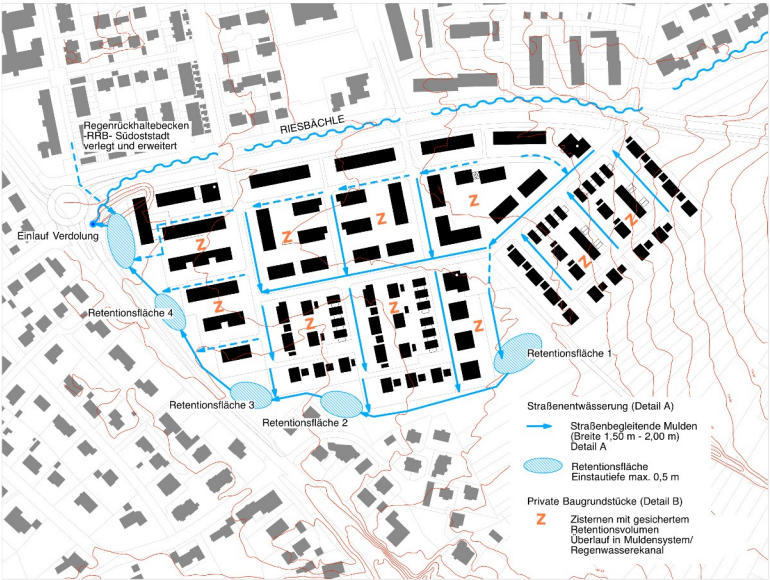 RIESBÄCHLE
Regenrückhaltebecken
-RRB- Südoststadt
verlegt und erweitert
Einlauf Verdolung
Z
Z
Z
Z
Z
Z
Z
Z
Z
Z
Retentionsfläche 4
Retentionsfläche 1
Retentionsfläche 3
Retentionsfläche 2
Straßenentwässerung (Detail A)
Straßenbegleitende Mulden
(Breite 1,50 m - 2,00 m)
Detail A
Retentionsfläche
Einstautiefe max. 0,5 m
Private Baugrundstücke (Detail B)
Z
Zisternen mit gesichertem
Retentionsvolumen
Überlauf in Muldensystem/
Regenwasserekanal